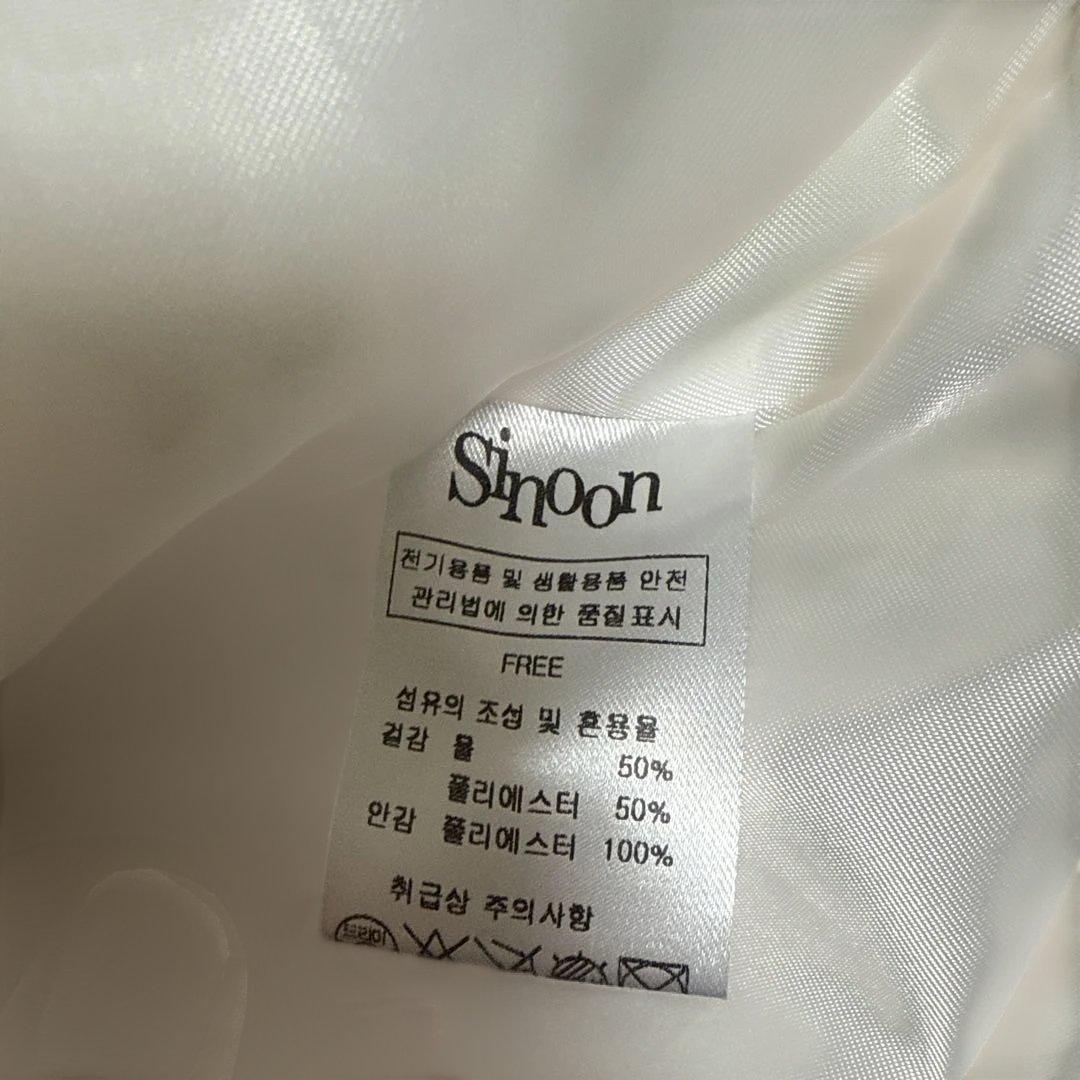 Sinoon
전기용품 및 생활용품 안전
관리법에 의한 품질표시
FREE
섬유의 조성 및 혼용율
겉감 울 50%
폴리에스터 50%
안감 폴리에스터 100%
취급상 주의사항
드라이